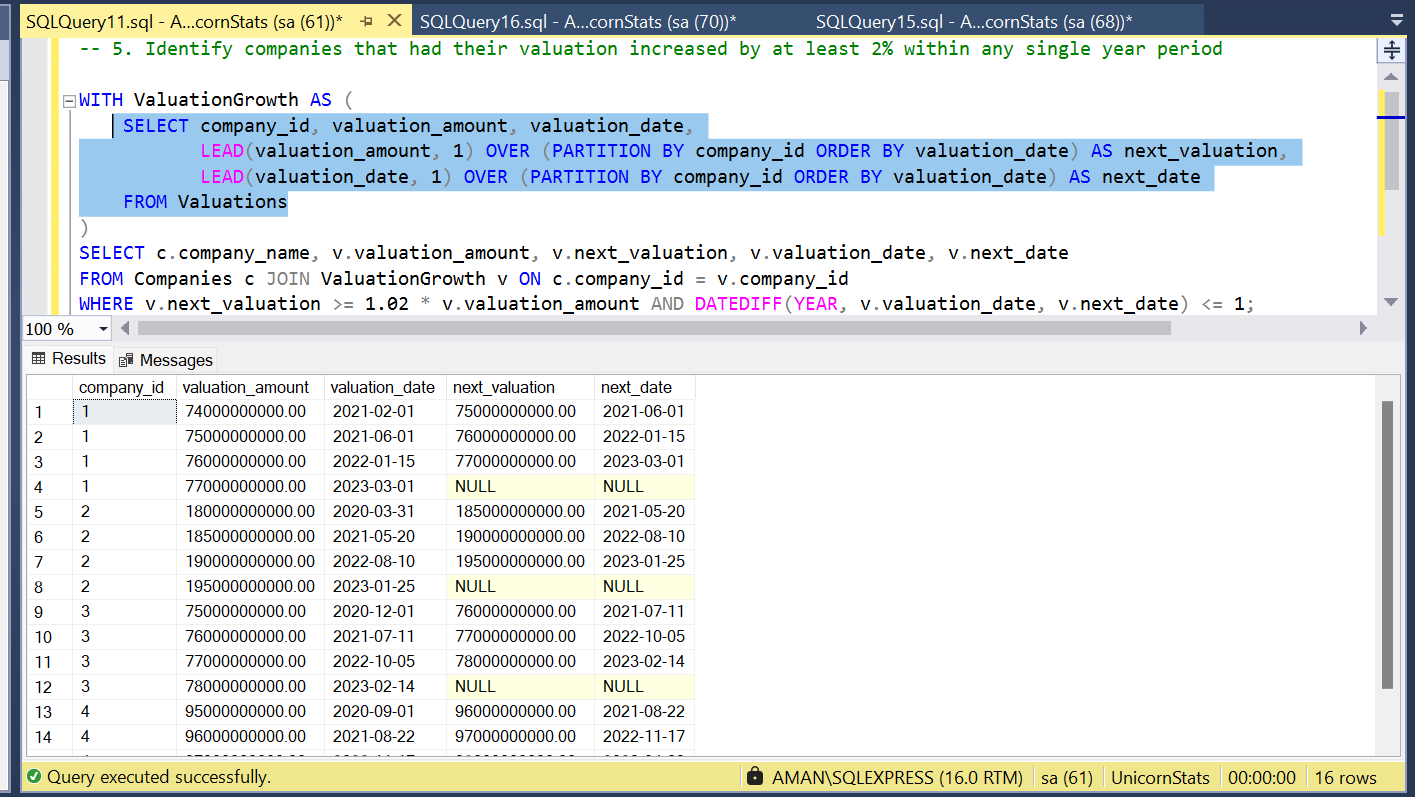 SQLQuery11.sql - A...cornStats (sa (61))* SQLQuery16.sql - A...cornStats (sa (70))* SQLQuery15.sql - A...cornStats (sa (68))*
-- 5. Identify companies that had their valuation increased by at least 2% within any single year period
WITH ValuationGrowth AS (
SELECT company_id, valuation_amount, valuation_date,
LEAD(valuation_amount, 1) OVER (PARTITION BY company_id ORDER BY valuation_date) AS next_valuation,
LEAD(valuation_date, 1) OVER (PARTITION BY company_id ORDER BY valuation_date) AS next_date
FROM Valuations
)
SELECT c.company_name, v.valuation_amount, v.next_valuation, v.valuation_date, v.next_date
FROM Companies c JOIN ValuationGrowth v ON c.company_id = v.company_id
WHERE v.next_valuation >= 1.02 * v.valuation_amount AND DATEDIFF(YEAR, v.valuation_date, v.next_date) <= 1;
100 %
Results Messages
company_id valuation_amount valuation_date next_valuation next_date
1 1 74000000000.00 2021-02-01 75000000000.00 2021-06-01
2 1 75000000000.00 2021-06-01 76000000000.00 2022-01-15
3 1 76000000000.00 2022-01-15 77000000000.00 2023-03-01
4 1 77000000000.00 2023-03-01 NULL NULL
5 2 180000000000.00 2020-03-31 185000000000.00 2021-05-20
6 2 185000000000.00 2021-05-20 190000000000.00 2022-08-10
7 2 190000000000.00 2022-08-10 195000000000.00 2023-01-25
8 2 195000000000.00 2023-01-25 NULL NULL
9 3 75000000000.00 2020-12-01 76000000000.00 2021-07-11
10 3 76000000000.00 2021-07-11 77000000000.00 2022-10-05
11 3 77000000000.00 2022-10-05 78000000000.00 2023-02-14
12 3 78000000000.00 2023-02-14 NULL NULL
13 4 95000000000.00 2020-09-01 96000000000.00 2021-08-22
14 4 96000000000.00 2021-08-22 97000000000.00 2022-11-17
Query executed successfully. AMAN\SQLEXPRESS (16.0 RTM) sa (61) UnicornStats 00:00:00 16 rows